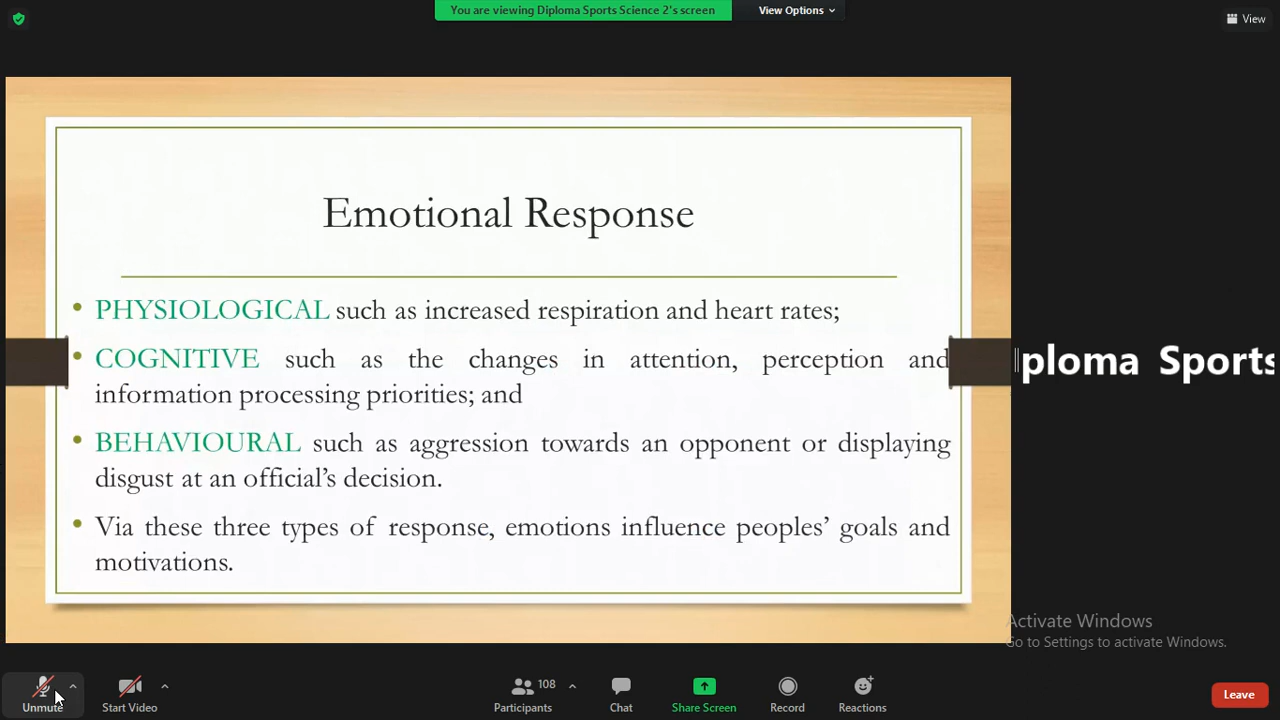 You are viewing Diploma Sports Science 2's screen
View Options
View
Emotional Response
• PHYSIOLOGICAL such as increased respiration and heart rates;
• COGNITIVE such as the changes in attention, perception and
information processing priorities; and
• BEHAVIOURAL such as aggression towards an opponent or displaying
disgust at an official's decision.
• Via these three types of response, emotions influence peoples' goals and
motivations.
ploma Sports
Activate Windows
Go to Settings to activate Windows.
Unmute
Start Video
108
Participants
Chat
Share Screen
Record
Reactions
Leave